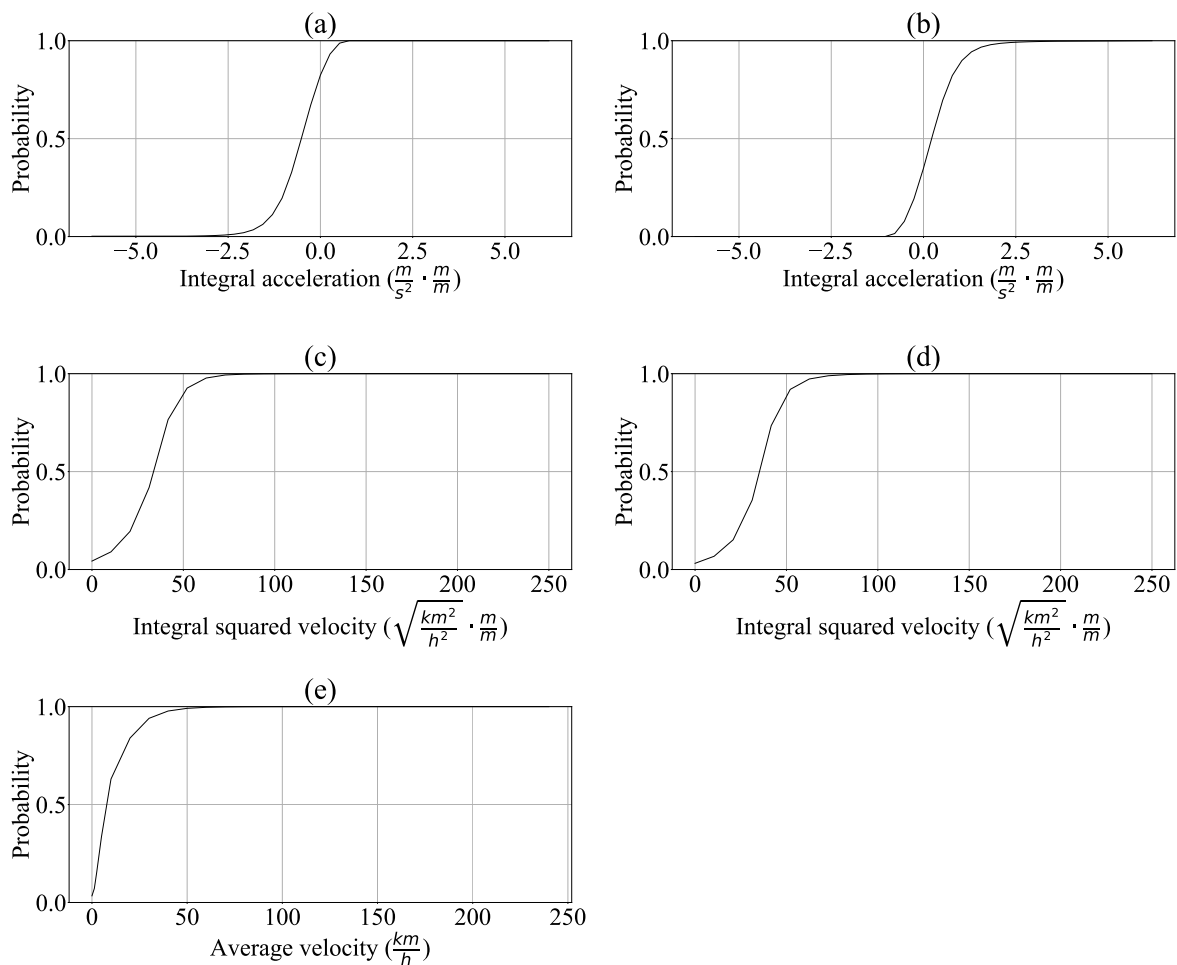 (a)
1.0
0.5
0.0
Probability
−5.0 −2.5 0.0 2.5 5.0
Integral acceleration (m/s² · m/m)
(b)
1.0
0.5
0.0
Probability
−5.0 −2.5 0.0 2.5 5.0
Integral acceleration (m/s² · m/m)
(c)
1.0
0.5
0.0
Probability
0 50 100 150 200 250
Integral squared velocity (√(km²/h²) · m/m)
(d)
1.0
0.5
0.0
Probability
0 50 100 150 200 250
Integral squared velocity (√(km²/h²) · m/m)
(e)
1.0
0.5
0.0
Probability
0 50 100 150 200 250
Average velocity (km/h)